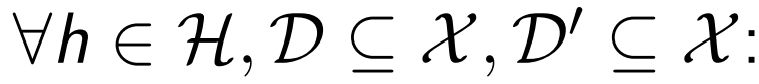 ∀h ∈ ℋ, 𝒟 ⊆ 𝒳, 𝒟′ ⊆ 𝒳: